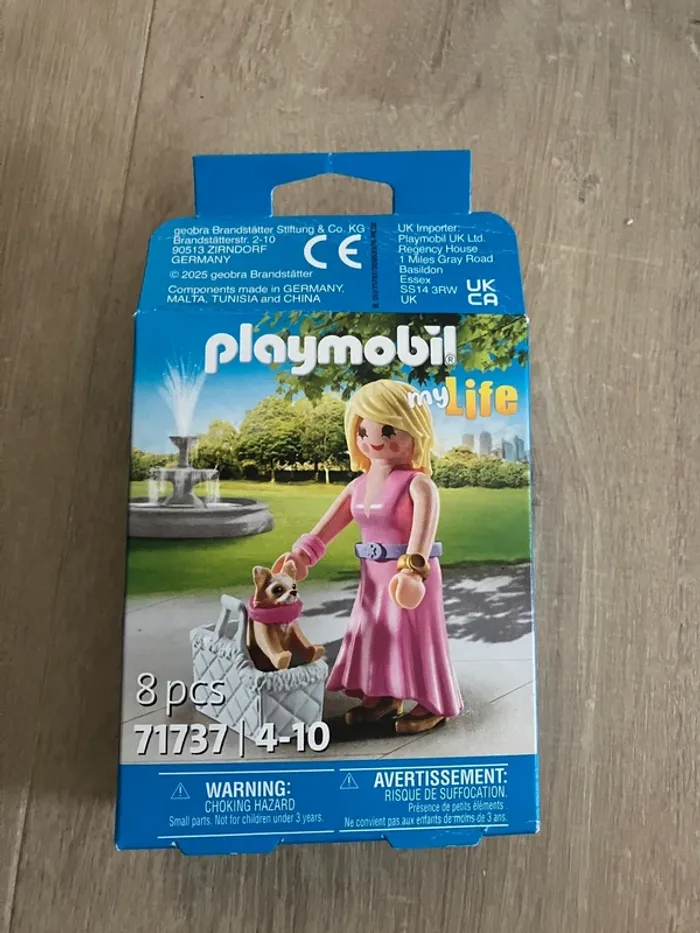 geobra Brandstätter Stiftung & Co. KG
Brandstätterstr. 2-10
90513 ZIRNDORF
GERMANY
CE
© 2025 geobra Brandstätter
Components made in GERMANY,
MALTA, TUNISIA and CHINA
UK Importer:
Playmobil UK Ltd.
Regency House
1 Miles Gray Road
Basildon
Essex
SS14 3RW
UK
UK
CA
playmobil®
my Life
8 pcs
71737 | 4-10
WARNING:
CHOKING HAZARD
Small parts. Not for children under 3 years.
AVERTISSEMENT:
RISQUE DE SUFFOCATION.
Présence de petits éléments.
Ne convient pas aux enfants de moins de 3 ans.